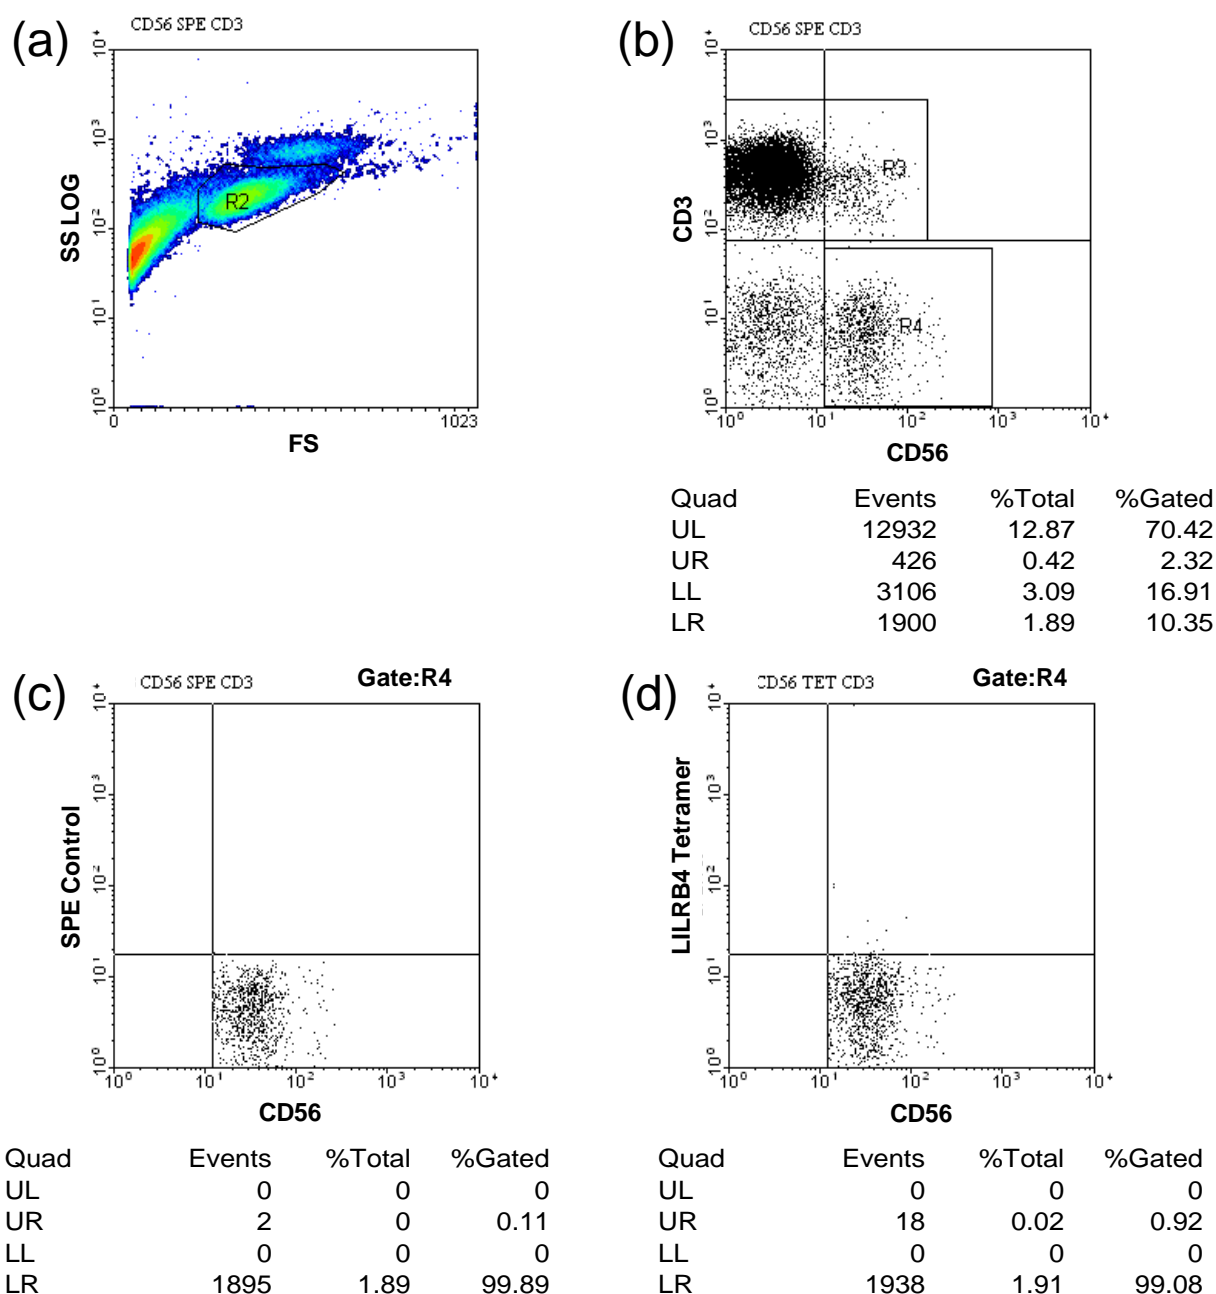 (a)
CD56 SPE CD3
SS LOG
10⁴
10³
10²
10¹
10⁰
R2
0
1023
FS
(b)
CD56 SPE CD3
CD3
10⁴
10³
10²
10¹
10⁰
R3
R4
10⁰ 10¹ 10² 10³ 10⁴
CD56
Quad Events %Total %Gated
UL 12932 12.87 70.42
UR 426 0.42 2.32
LL 3106 3.09 16.91
LR 1900 1.89 10.35
(c)
CD56 SPE CD3
Gate:R4
SPE Control
10⁴
10³
10²
10¹
10⁰
10⁰ 10¹ 10² 10³ 10⁴
CD56
Quad Events %Total %Gated
UL 0 0 0
UR 2 0 0.11
LL 0 0 0
LR 1895 1.89 99.89
(d)
CD56 TET CD3
Gate:R4
LILRB4 Tetramer
10⁴
10³
10²
10¹
10⁰
10⁰ 10¹ 10² 10³ 10⁴
CD56
Quad Events %Total %Gated
UL 0 0 0
UR 18 0.02 0.92
LL 0 0 0
LR 1938 1.91 99.08